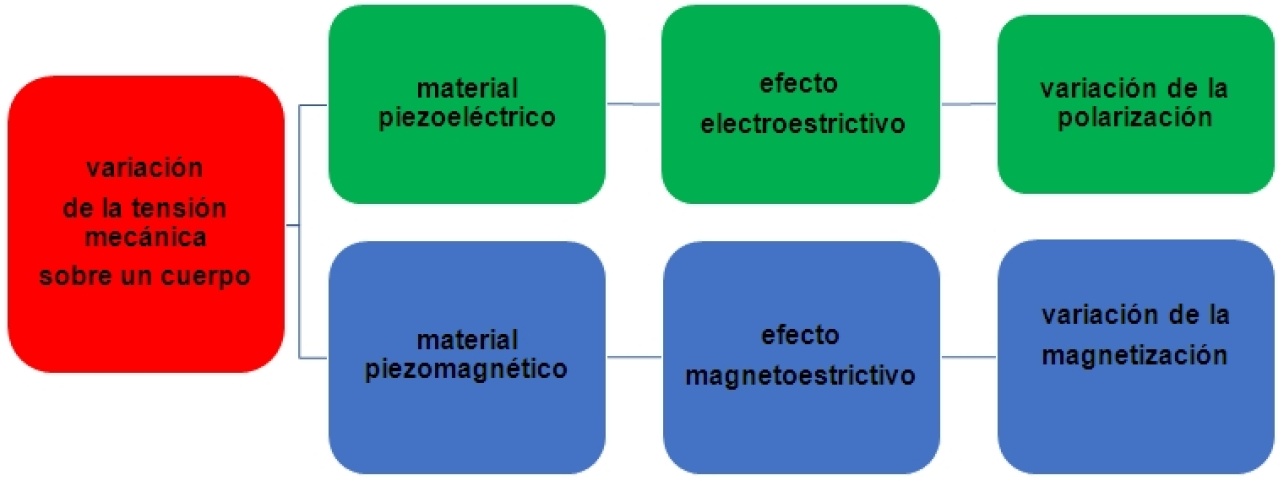 variación
de la tensión
mecánica
sobre un cuerpo
material
piezoeléctrico
efecto
electroestrictivo
variación de la
polarización
material
piezomagnético
efecto
magnetoestrictivo
variación de la
magnetización